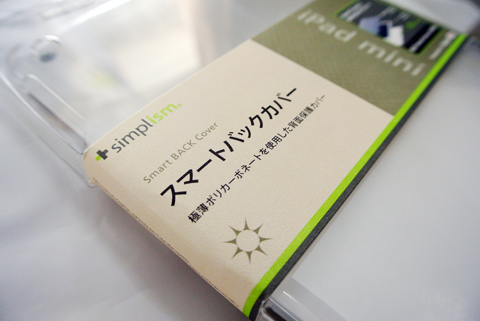 iPad mini
simplism.
Smart BACK Cover
スマートバックカバー
極薄ポリカーボネートを使用した背面保護カバー